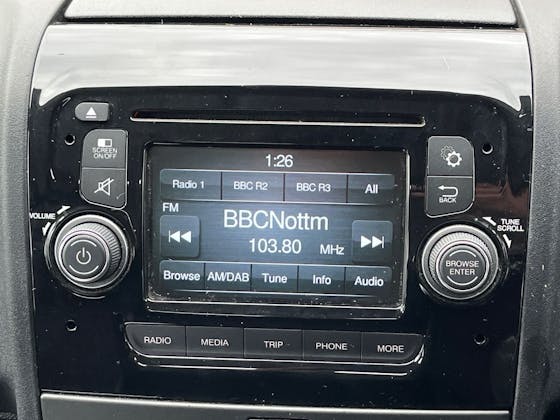 1:26
SCREEN
ON/OFF
Radio 1 BBC R2 BBC R3 All
FM
BBCNottm
103.80 MHz
Browse AM/DAB Tune Info Audio
BACK
VOLUME
TUNE
SCROLL
BROWSE
ENTER
RADIO MEDIA TRIP PHONE MORE